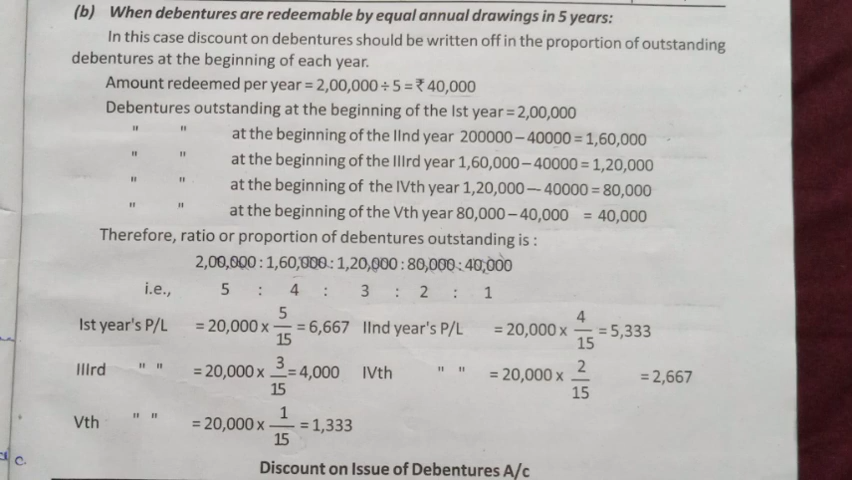 (b) When debentures are redeemable by equal annual drawings in 5 years:
In this case discount on debentures should be written off in the proportion of outstanding
debentures at the beginning of each year.
Amount redeemed per year = 2,00,000 ÷ 5 = ₹ 40,000
Debentures outstanding at the beginning of the Ist year = 2,00,000
" " at the beginning of the IInd year 200000 – 40000 = 1,60,000
" " at the beginning of the IIIrd year 1,60,000 – 40000 = 1,20,000
" " at the beginning of the IVth year 1,20,000 — 40000 = 80,000
" " at the beginning of the Vth year 80,000 – 40,000 = 40,000
Therefore, ratio or proportion of debentures outstanding is :
2,00,000 : 1,60,000 : 1,20,000 : 80,000 : 40,000
i.e., 5 : 4 : 3 : 2 : 1
Ist year's P/L = 20,000 x 5/15 = 6,667 IInd year's P/L = 20,000 x 4/15 = 5,333
IIIrd " " = 20,000 x 3/15 = 4,000 IVth " " = 20,000 x 2/15 = 2,667
Vth " " = 20,000 x 1/15 = 1,333
c.
Discount on Issue of Debentures A/c